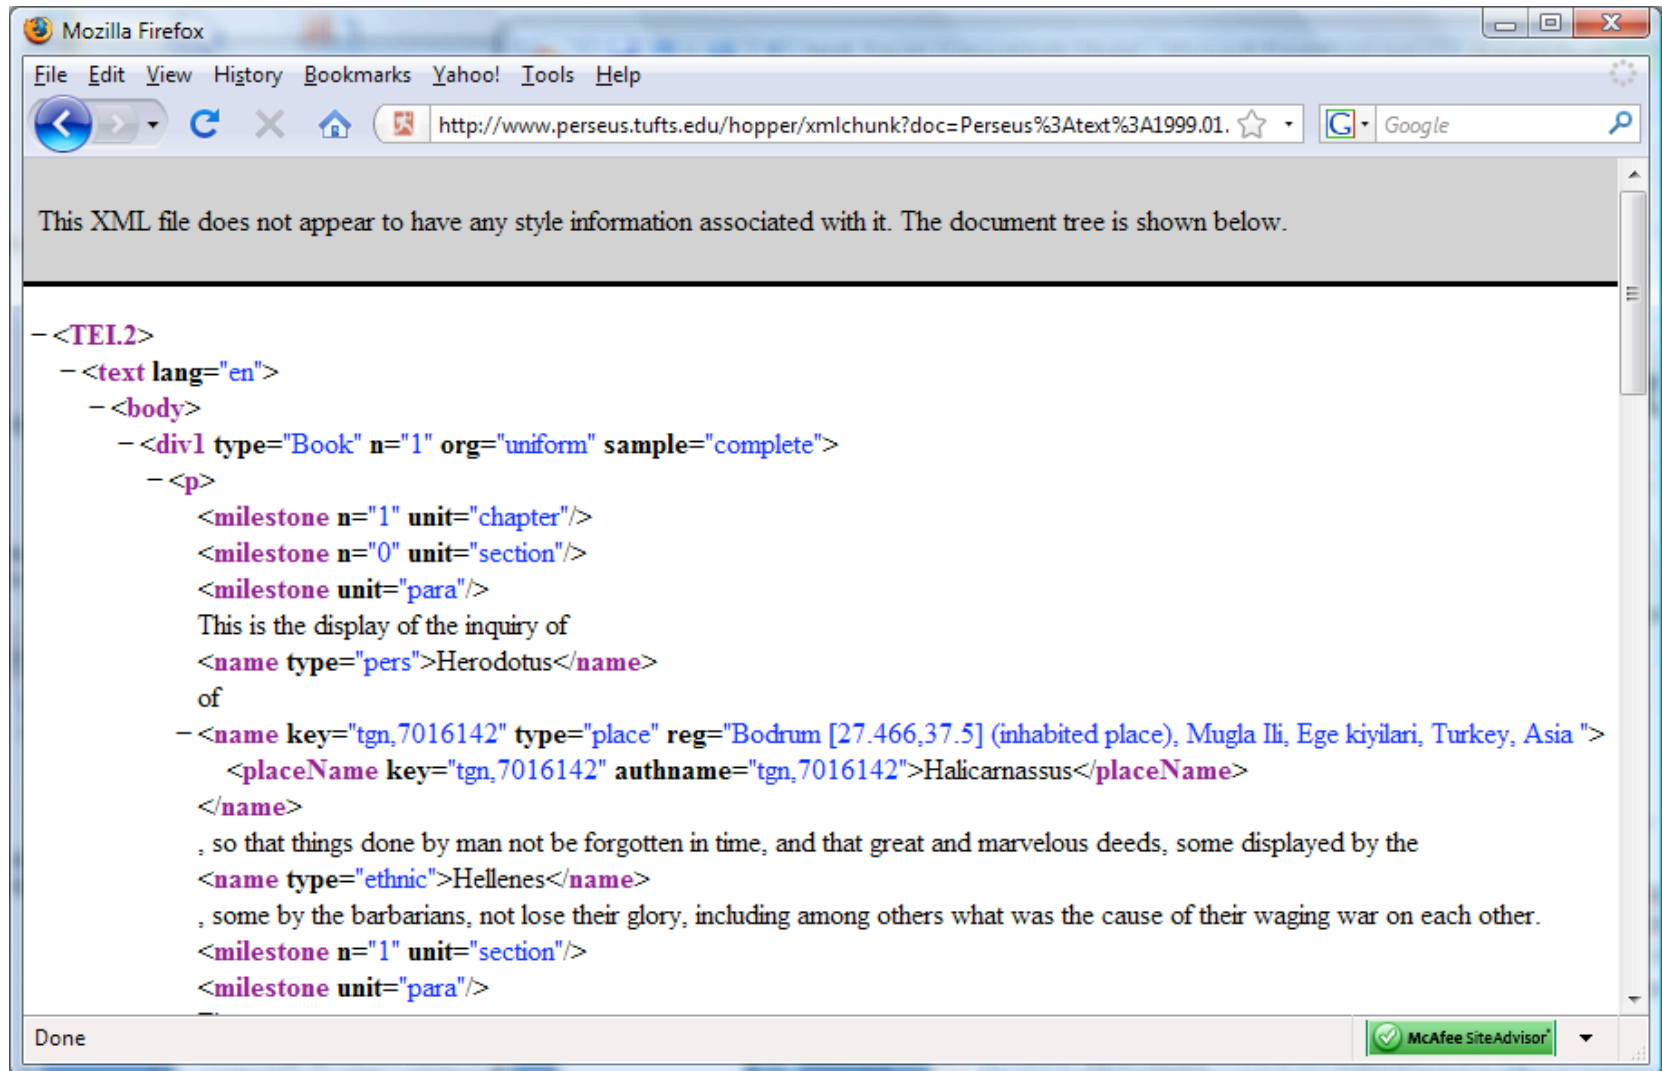 Mozilla Firefox
File Edit View History Bookmarks Yahoo! Tools Help
http://www.perseus.tufts.edu/hopper/xmlchunk?doc=Perseus%3Atext%3A1999.01. G Google
This XML file does not appear to have any style information associated with it. The document tree is shown below.
− <TEI.2>
− <text lang="en">
− <body>
− <div1 type="Book" n="1" org="uniform" sample="complete">
− <p>
<milestone n="1" unit="chapter"/>
<milestone n="0" unit="section"/>
<milestone unit="para"/>
This is the display of the inquiry of
<name type="pers">Herodotus</name>
of
− <name key="tgn,7016142" type="place" reg="Bodrum [27.466,37.5] (inhabited place), Mugla Ili, Ege kiyilari, Turkey, Asia ">
<placeName key="tgn,7016142" authname="tgn,7016142">Halicarnassus</placeName>
</name>
, so that things done by man not be forgotten in time, and that great and marvelous deeds, some displayed by the
<name type="ethnic">Hellenes</name>
, some by the barbarians, not lose their glory, including among others what was the cause of their waging war on each other.
<milestone n="1" unit="section"/>
<milestone unit="para"/>
Done McAfee SiteAdvisor